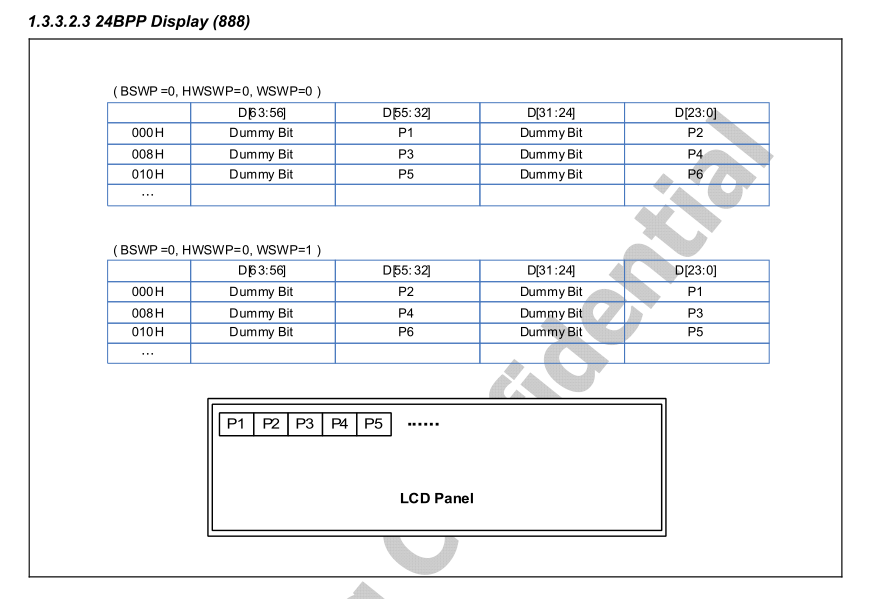 1.3.3.2.3 24BPP Display (888)
( BSWP =0, HWSWP=0, WSWP=0 )
D[63:56] D[55:32] D[31:24] D[23:0]
000H Dummy Bit P1 Dummy Bit P2
008H Dummy Bit P3 Dummy Bit P4
010H Dummy Bit P5 Dummy Bit P6
...
( BSWP =0, HWSWP=0, WSWP=1 )
D[63:56] D[55:32] D[31:24] D[23:0]
000H Dummy Bit P2 Dummy Bit P1
008H Dummy Bit P4 Dummy Bit P3
010H Dummy Bit P6 Dummy Bit P5
...
P1 P2 P3 P4 P5 ......
LCD Panel